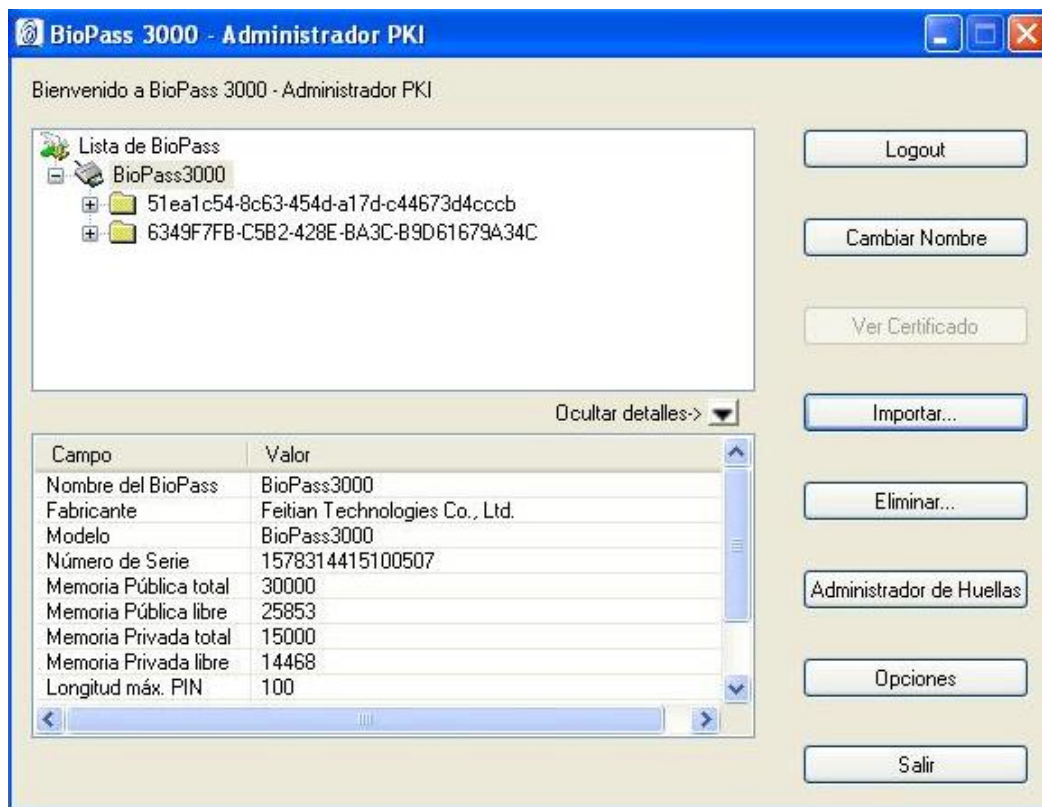 BioPass 3000 - Administrador PKI
Bienvenido a BioPass 3000 - Administrador PKI
Lista de BioPass
BioPass3000
51ea1c54-8c63-454d-a17d-c44673d4cccb
6349F7FB-C5B2-428E-BA3C-B9D61679A34C
Logout
Cambiar Nombre
Ver Certificado
Importar...
Eliminar...
Administrador de Huellas
Opciones
Salir
Ocultar detalles->
Campo Valor
Nombre del BioPass BioPass3000
Fabricante Feitian Technologies Co., Ltd.
Modelo BioPass3000
Número de Serie 1578314415100507
Memoria Pública total 30000
Memoria Pública libre 25853
Memoria Privada total 15000
Memoria Privada libre 14468
Longitud máx. PIN 100